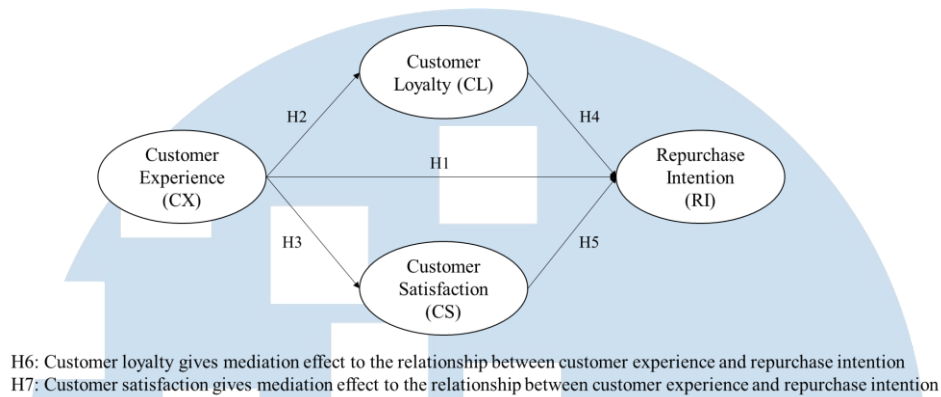 Customer
Loyalty (CL)
H2
H4
Customer
Experience
(CX)
H1
Repurchase
Intention
(RI)
H3
H5
Customer
Satisfaction
(CS)
H6: Customer loyalty gives mediation effect to the relationship between customer experience and repurchase intention
H7: Customer satisfaction gives mediation effect to the relationship between customer experience and repurchase intention